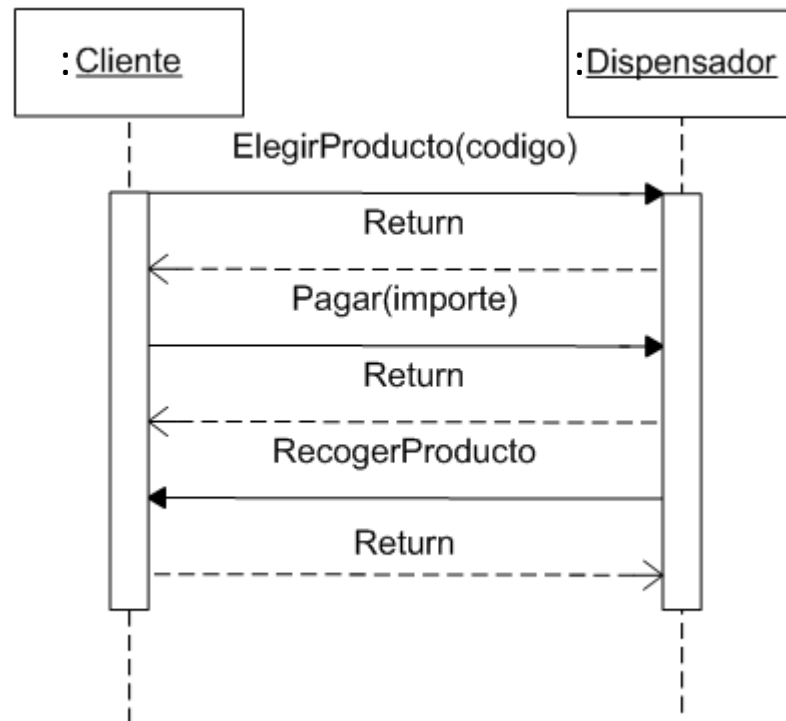 :Cliente
:Dispensador
ElegirProducto(codigo)
Return
Pagar(importe)
Return
RecogerProducto
Return